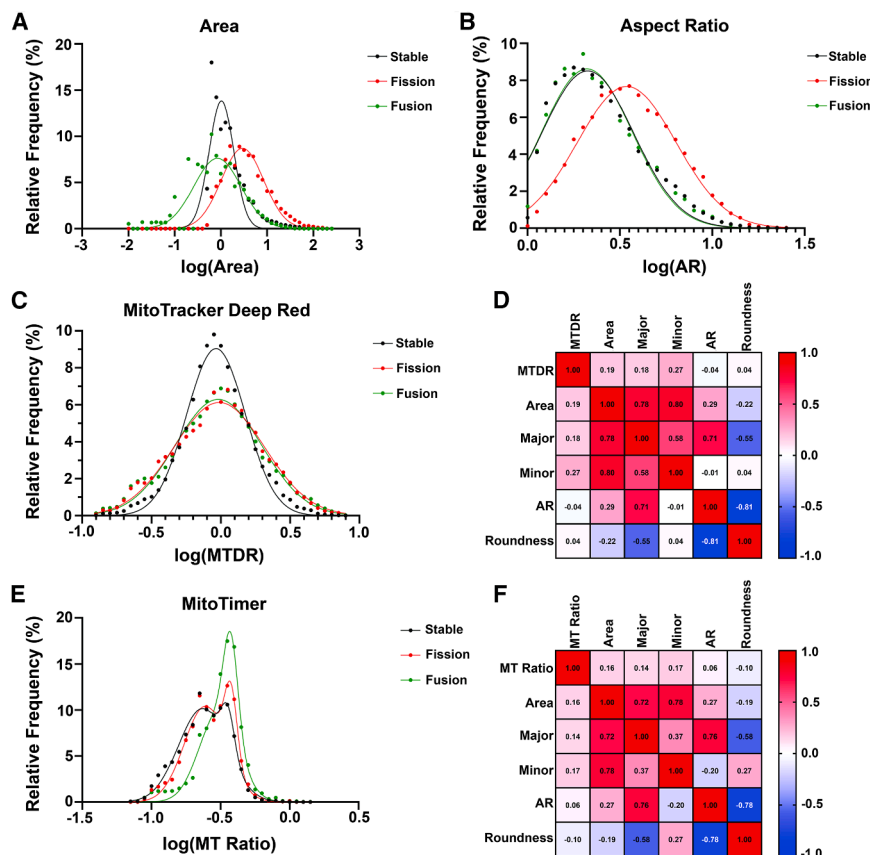 A
Area
Relative Frequency (%)
20
15
10
5
0
-3
-2
-1
0
1
2
3
log(Area)
Stable
Fission
Fusion
B
Aspect Ratio
Relative Frequency (%)
10
8
6
4
2
0
0.0
0.5
1.0
1.5
log(AR)
Stable
Fission
Fusion
C
MitoTracker Deep Red
Relative Frequency (%)
10
9
8
7
6
5
4
3
2
1
0
-1.0
-0.5
0.0
0.5
1.0
log(MTDR)
Stable
Fission
Fusion
D
MTDR
Area
Major
Minor
AR
Roundness
MTDR 1.00 0.19 0.18 0.27 -0.04 0.04
Area 0.19 1.00 0.78 0.80 0.29 -0.22
Major 0.18 0.78 1.00 0.58 0.71 -0.55
Minor 0.27 0.80 0.58 1.00 -0.01 0.04
AR -0.04 0.29 0.71 -0.01 1.00 -0.81
Roundness 0.04 -0.22 -0.55 0.04 -0.81 1.00
1.0
0.5
0.0
-0.5
-1.0
E
MitoTimer
Relative Frequency (%)
20
15
10
5
0
-1.5
-1.0
-0.5
0.0
0.5
log(MT Ratio)
Stable
Fission
Fusion
F
MT Ratio
Area
Major
Minor
AR
Roundness
MT Ratio 1.00 0.16 0.14 0.17 0.06 -0.10
Area 0.16 1.00 0.72 0.78 0.27 -0.19
Major 0.14 0.72 1.00 0.37 0.76 -0.58
Minor 0.17 0.78 0.37 1.00 -0.20 0.27
AR 0.06 0.27 0.76 -0.20 1.00 -0.78
Roundness -0.10 -0.19 -0.58 0.27 -0.78 1.00
1.0
0.5
0.0
-0.5
-1.0